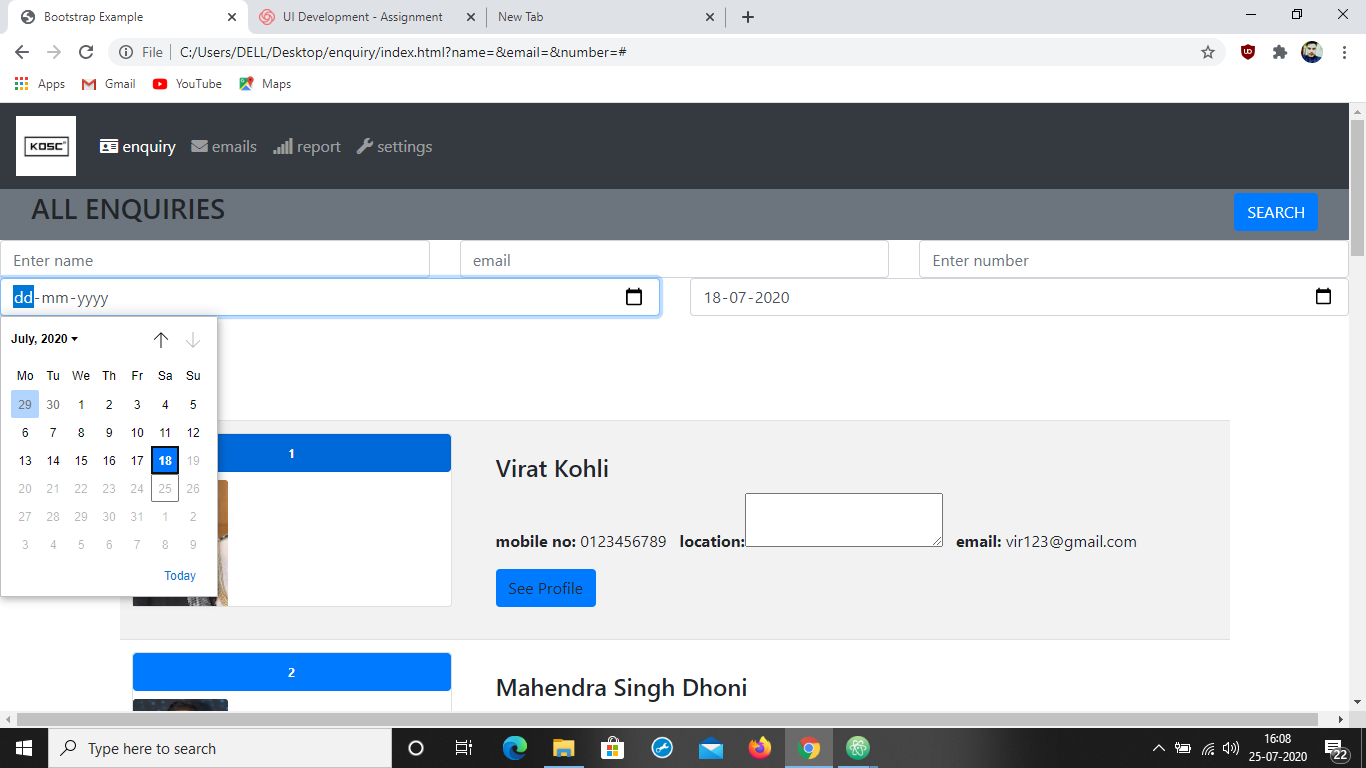 Bootstrap Example
UI Development - Assignment
New Tab
File
C:/Users/DELL/Desktop/enquiry/index.html?name=&email=&number=#
Apps
Gmail
YouTube
Maps
KOSC
enquiry
emails
report
settings
ALL ENQUIRIES
SEARCH
Enter name
email
Enter number
dd-mm-yyyy
18-07-2020
July, 2020
Mo Tu We Th Fr Sa Su
29 30 1 2 3 4 5
6 7 8 9 10 11 12
13 14 15 16 17 18 19
20 21 22 23 24 25 26
27 28 29 30 31 1 2
3 4 5 6 7 8 9
Today
1
Virat Kohli
mobile no: 0123456789 location: email: vir123@gmail.com
See Profile
2
Mahendra Singh Dhoni
Type here to search
16:08
25-07-2020
22